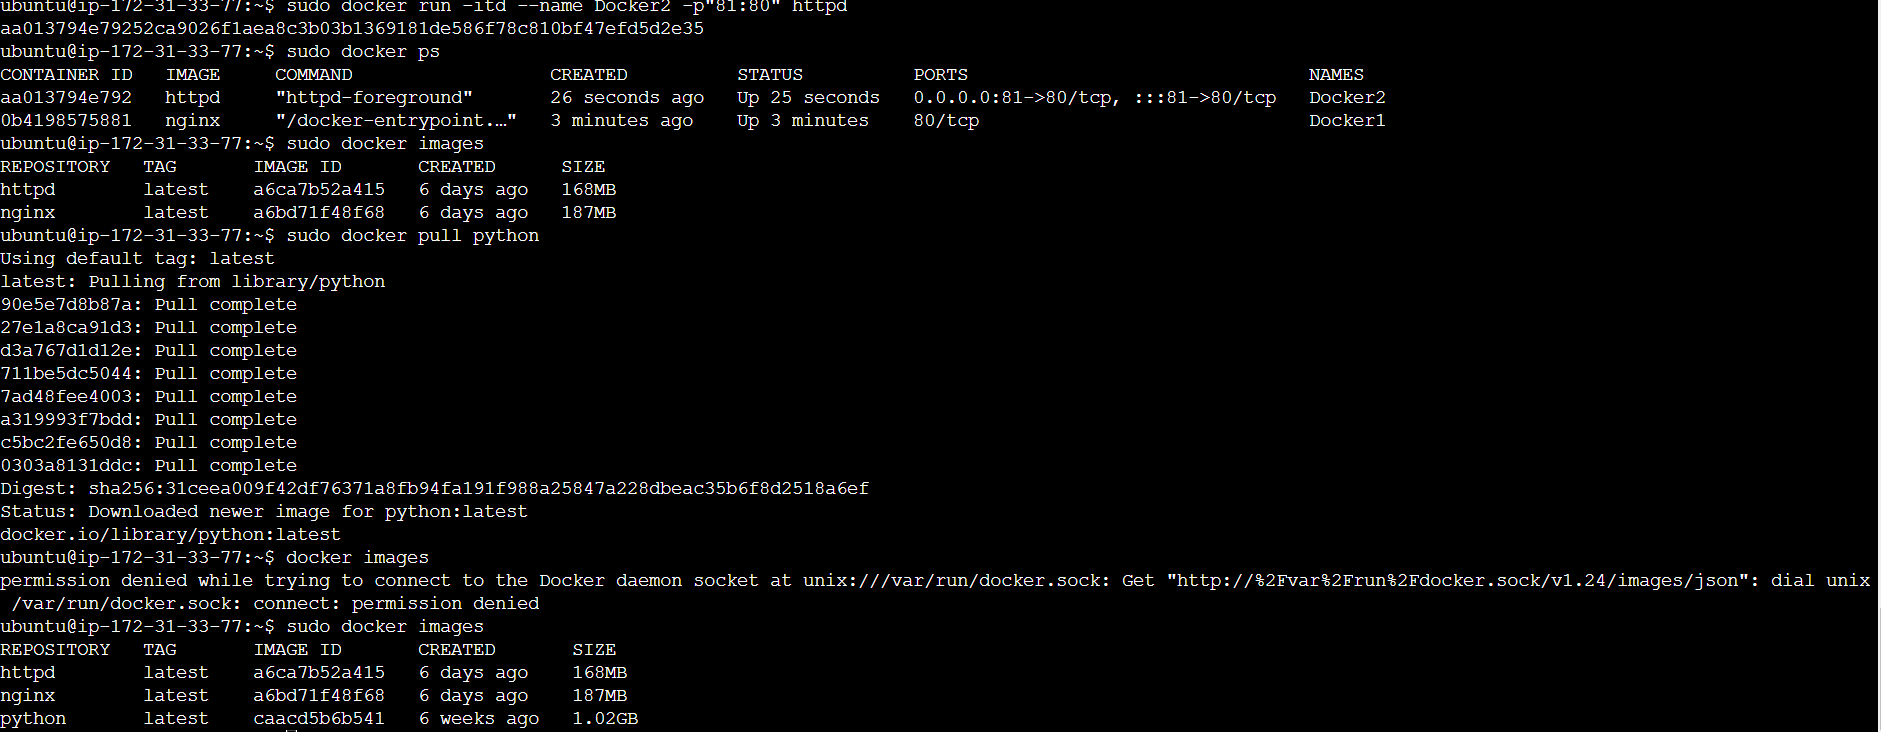 ubuntu@ip-172-31-33-77:~$ sudo docker run -itd --name Docker2 -p"81:80" httpd
aa013794e79252ca9026f1aea8c3b03b1369181de586f78c810bf47efd5d2e35
ubuntu@ip-172-31-33-77:~$ sudo docker ps
CONTAINER ID   IMAGE     COMMAND                  CREATED          STATUS          PORTS                               NAMES
aa013794e792   httpd     "httpd-foreground"       26 seconds ago   Up 25 seconds   0.0.0.0:81->80/tcp, :::81->80/tcp   Docker2
0b4198575881   nginx     "/docker-entrypoint.…"   3 minutes ago    Up 3 minutes    80/tcp                              Docker1
ubuntu@ip-172-31-33-77:~$ sudo docker images
REPOSITORY   TAG       IMAGE ID       CREATED      SIZE
httpd        latest    a6ca7b52a415   6 days ago   168MB
nginx        latest    a6bd71f48f68   6 days ago   187MB
ubuntu@ip-172-31-33-77:~$ sudo docker pull python
Using default tag: latest
latest: Pulling from library/python
90e5e7d8b87a: Pull complete
27e1a8ca91d3: Pull complete
d3a767d1d12e: Pull complete
711be5dc5044: Pull complete
7ad48fee4003: Pull complete
a319993f7bdd: Pull complete
c5bc2fe650d8: Pull complete
0303a8131ddc: Pull complete
Digest: sha256:31ceea009f42df76371a8fb94fa191f988a25847a228dbeac35b6f8d2518a6ef
Status: Downloaded newer image for python:latest
docker.io/library/python:latest
ubuntu@ip-172-31-33-77:~$ docker images
permission denied while trying to connect to the Docker daemon socket at unix:///var/run/docker.sock: Get "http://%2Fvar%2Frun%2Fdocker.sock/v1.24/images/json": dial unix
/var/run/docker.sock: connect: permission denied
ubuntu@ip-172-31-33-77:~$ sudo docker images
REPOSITORY   TAG       IMAGE ID       CREATED       SIZE
httpd        latest    a6ca7b52a415   6 days ago    168MB
nginx        latest    a6bd71f48f68   6 days ago    187MB
python       latest    caacd5b6b541   6 weeks ago   1.02GB